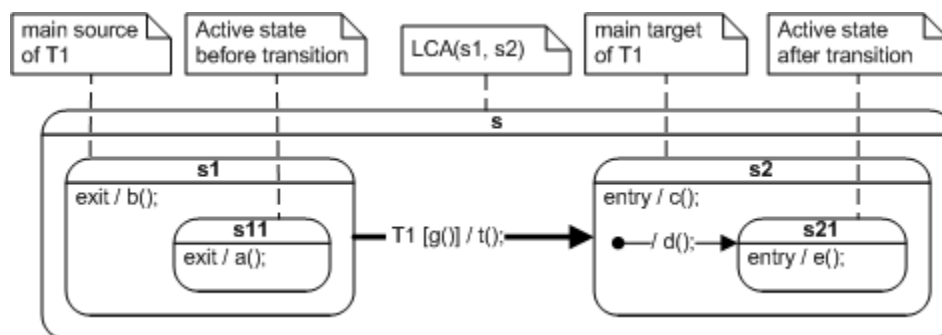 main source
of T1
Active state
before transition
LCA(s1, s2)
main target
of T1
Active state
after transition
s
s1
exit / b();
s11
exit / a();
T1 [g()] / t();
s2
entry / c();
/ d();
s21
entry / e();